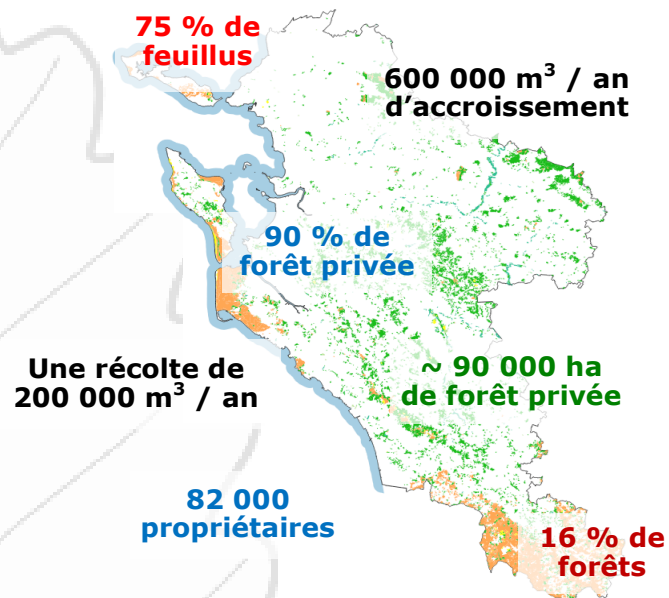 75 % de
feuillus
600 000 m³ / an
d’accroissement
90 % de
forêt privée
Une récolte de
200 000 m³ / an
~ 90 000 ha
de forêt privée
82 000
propriétaires
16 % de
forêts